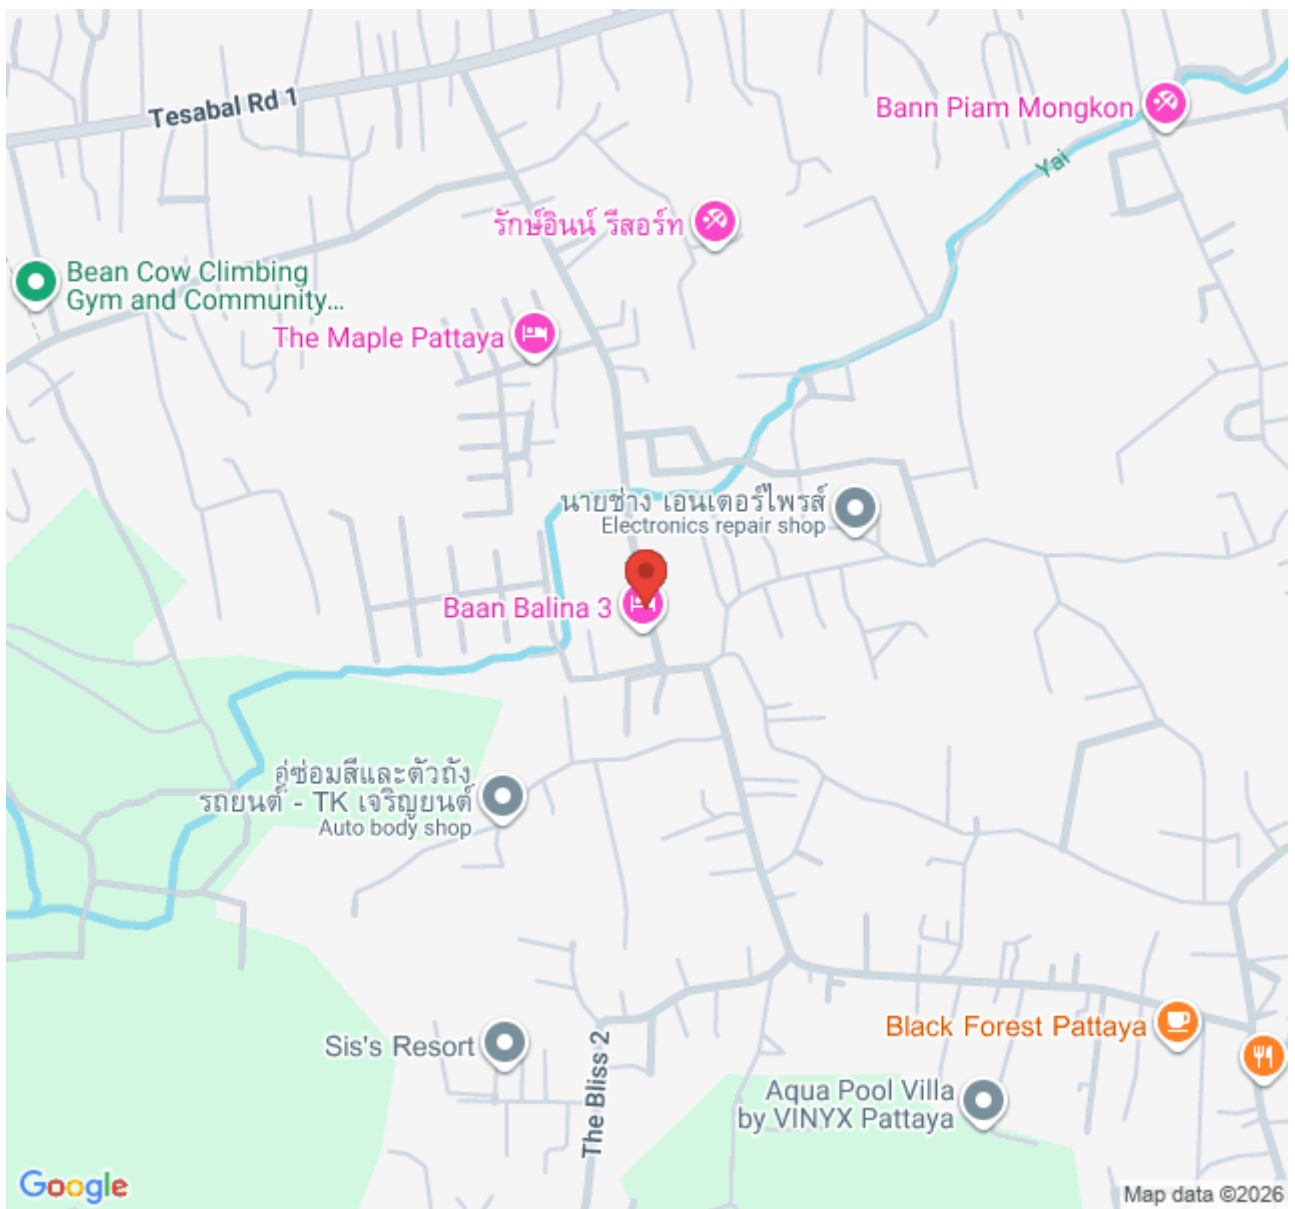 Tesabal Rd 1
Bann Piam Mongkon
Yai
รักษ์อินน์ รีสอร์ท
Bean Cow Climbing
Gym and Community...
The Maple Pattaya
นายช่าง เอนเตอร์ไพรส์
Electronics repair shop
Baan Balina 3
อู่ซ่อมสีและตัวถัง
รถยนต์ - TK เจริญยนต์
Auto body shop
Black Forest Pattaya
Sis's Resort
The Bliss 2
Aqua Pool Villa
by VINYX Pattaya
Google
Map data ©2026